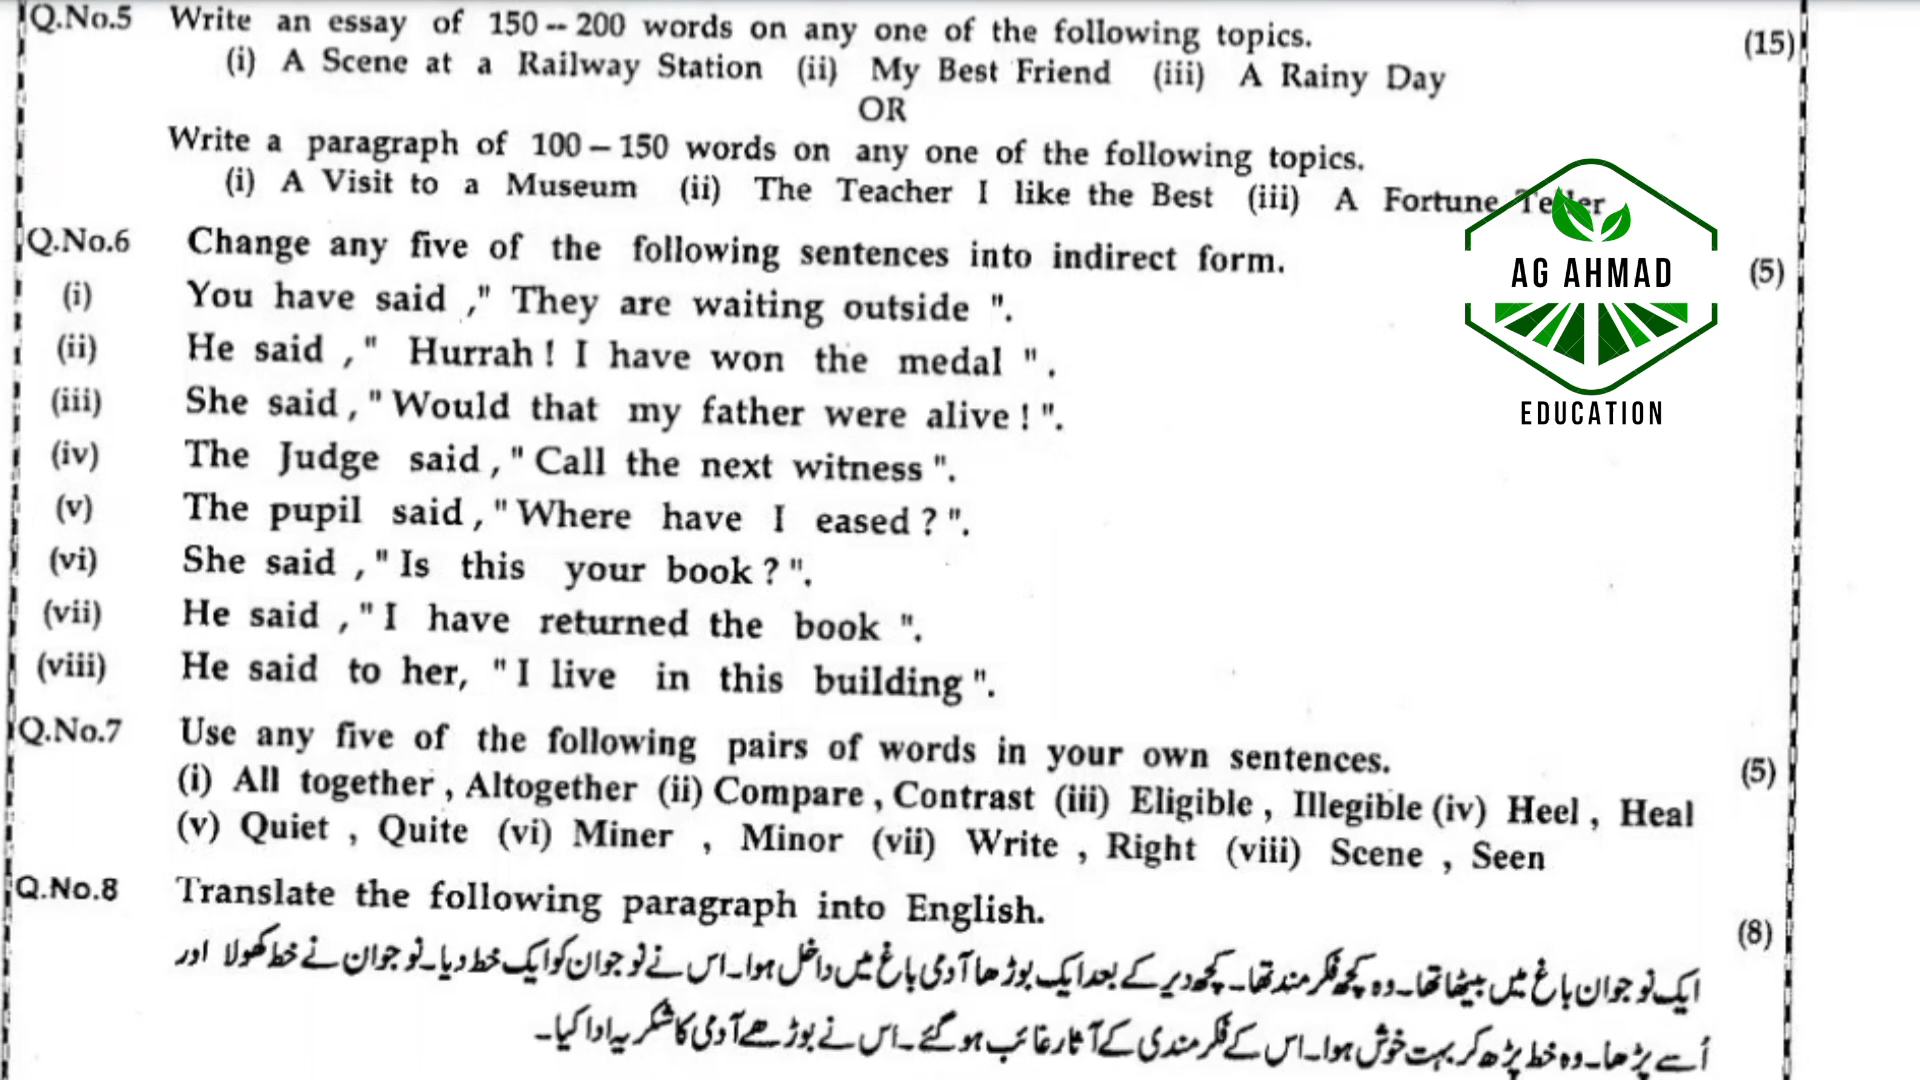 Q.No.5 Write an essay of 150 -- 200 words on any one of the following topics. (15)
(i) A Scene at a Railway Station (ii) My Best Friend (iii) A Rainy Day
OR
Write a paragraph of 100 – 150 words on any one of the following topics.
(i) A Visit to a Museum (ii) The Teacher I like the Best (iii) A Fortune Teller
Q.No.6 Change any five of the following sentences into indirect form. (5)
(i) You have said ," They are waiting outside ".
(ii) He said ," Hurrah ! I have won the medal " .
(iii) She said , " Would that my father were alive ! ".
(iv) The Judge said , " Call the next witness ".
(v) The pupil said , " Where have I eased ? ".
(vi) She said , " Is this your book ? ".
(vii) He said , " I have returned the book ".
(viii) He said to her, " I live in this building ".
Q.No.7 Use any five of the following pairs of words in your own sentences. (5)
(i) All together , Altogether (ii) Compare , Contrast (iii) Eligible , Illegible (iv) Heel , Heal
(v) Quiet , Quite (vi) Miner , Minor (vii) Write , Right (viii) Scene , Seen
Q.No.8 Translate the following paragraph into English. (8)
ایک نوجوان باغ میں بیٹھا تھا۔ وہ کچھ فکر مند تھا۔ کچھ دیر کے بعد ایک بوڑھا آدمی باغ میں داخل ہوا۔ اس نے نوجوان کو ایک خط دیا۔ نوجوان نے خط کھولا اور
اُسے پڑھا۔ وہ خط پڑھ کر بہت خوش ہوا۔ اس کے فکر مندی کے آثار غائب ہو گئے۔ اس نے بوڑھے آدمی کا شکریہ ادا کیا۔
AG AHMAD
EDUCATION